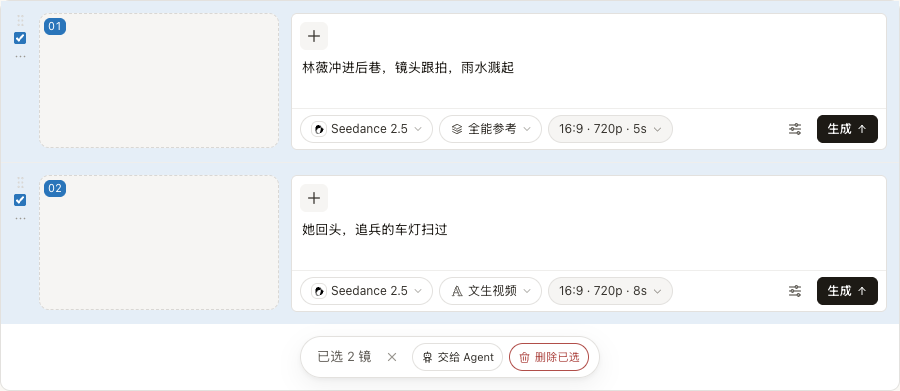 01
林薇冲进后巷，镜头跟拍，雨水溅起
Seedance 2.5
全能参考
16:9 · 720p · 5s
生成 ↑
02
她回头，追兵的车灯扫过
Seedance 2.5
文生视频
16:9 · 720p · 8s
生成 ↑
已选 2 镜
交给 Agent
删除已选